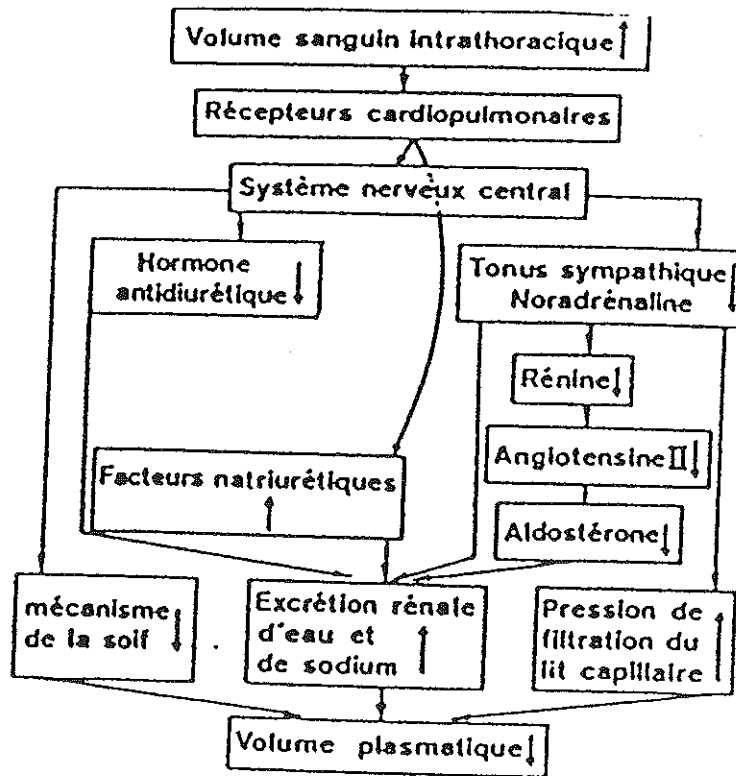 Volume sanguin intrathoracique
Récepteurs cardiopulmonaires
Système nerveux central
Hormone
antidiurétique
Tonus sympathique
Noradrénaline
Rénine
Angiotensine II
Facteurs natriurétiques
Aldostérone
mécanisme
de la soif
Excrétion rénale
d'eau et
de sodium
Pression de
filtration du
lit capillaire
Volume plasmatique